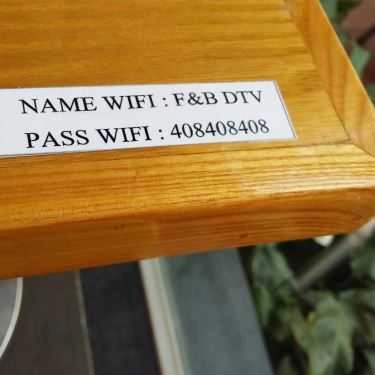 NAME WIFI : F&B DTV
PASS WIFI : 408408408